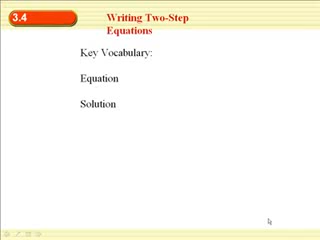 3.4
Writing Two-Step
Equations
Key Vocabulary:
Equation
Solution